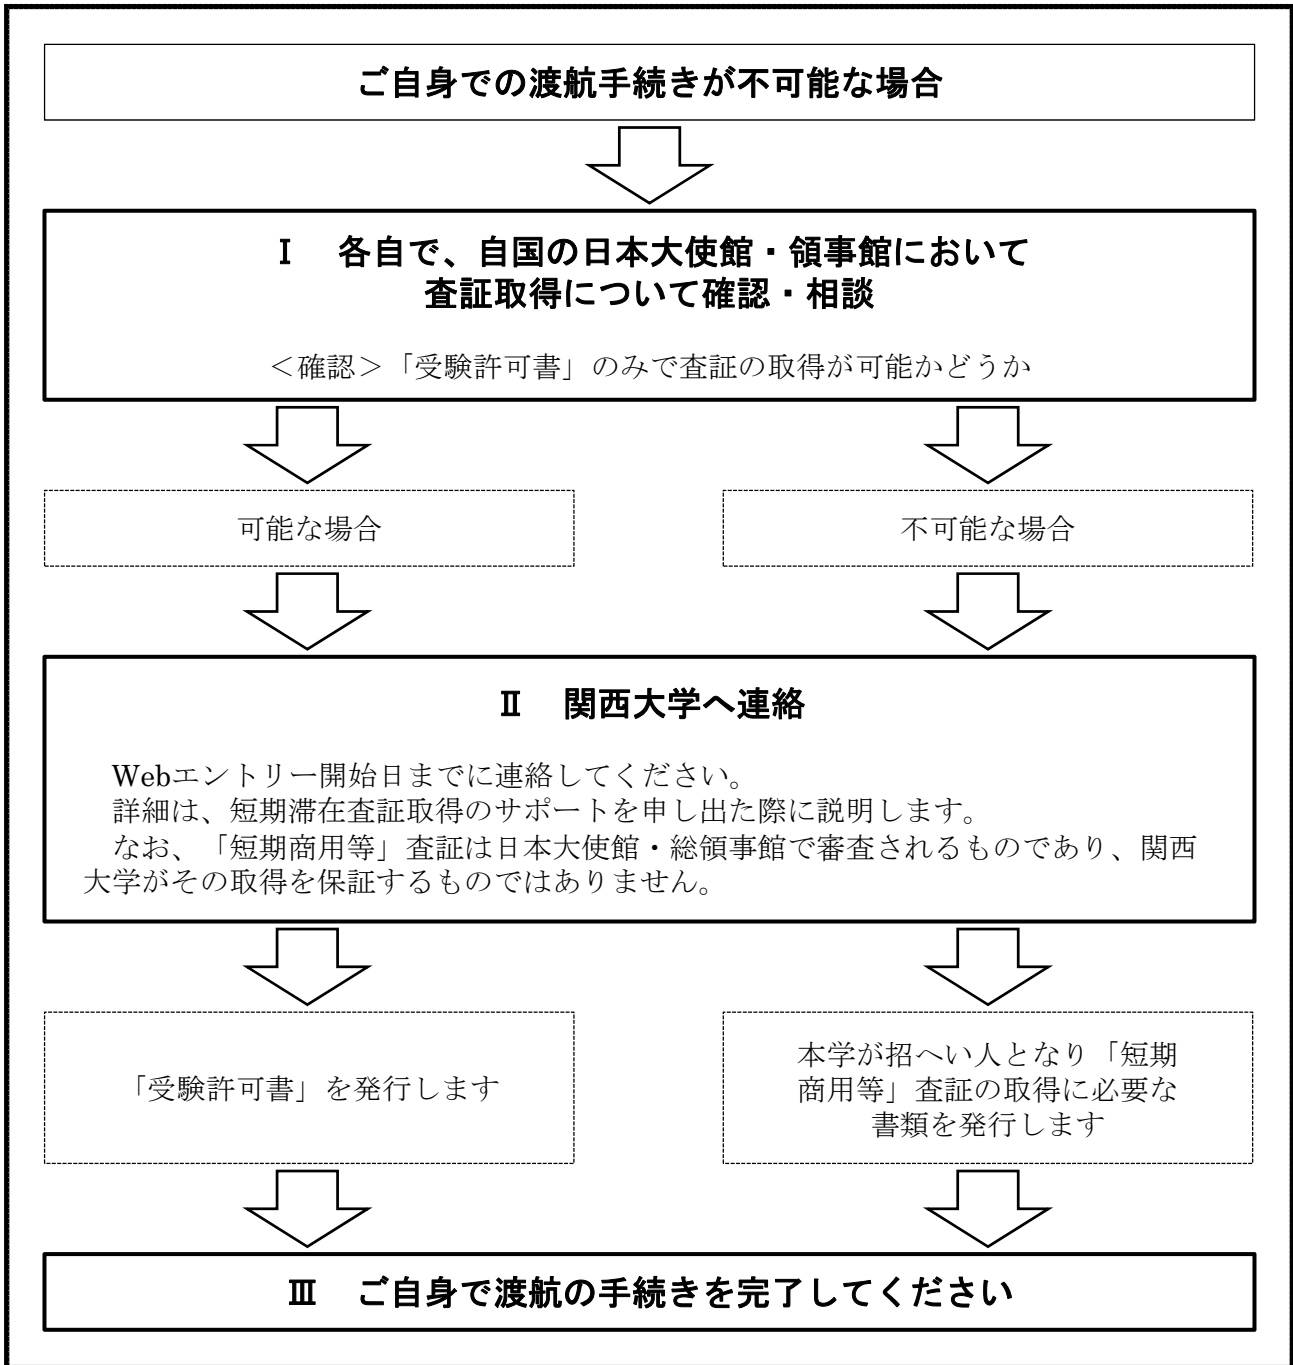 ご自身での渡航手続きが不可能な場合
Ⅰ　各自で、自国の日本大使館・領事館において
査証取得について確認・相談
＜確認＞「受験許可書」のみで査証の取得が可能かどうか
可能な場合
不可能な場合
Ⅱ　関西大学へ連絡
Webエントリー開始日までに連絡してください。
詳細は、短期滞在査証取得のサポートを申し出た際に説明します。
なお、「短期商用等」査証は日本大使館・総領事館で審査されるものであり、関西
大学がその取得を保証するものではありません。
「受験許可書」を発行します
本学が招へい人となり「短期
商用等」査証の取得に必要な
書類を発行します
Ⅲ　ご自身で渡航の手続きを完了してください